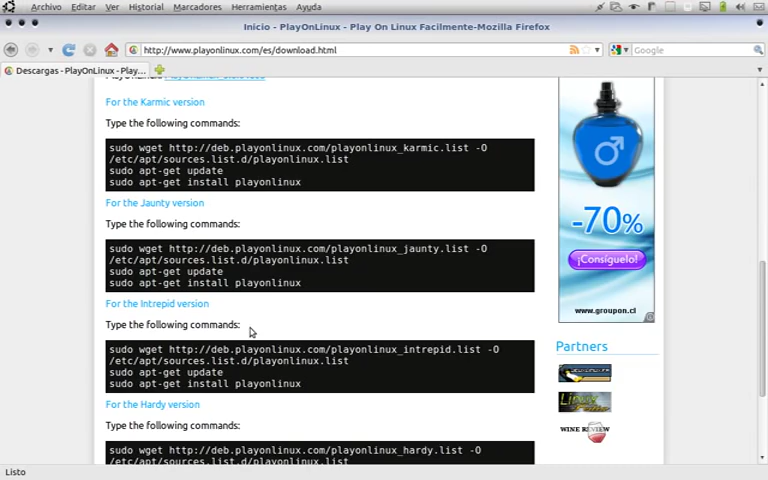 Archivo Editar Ver Historial Marcadores Herramientas Ayuda
Inicio - PlayOnLinux - Play On Linux Facilmente-Mozilla Firefox
http://www.playonlinux.com/es/download.html
Google
Descargas - PlayOnLinux - Play...
For the Karmic version
Type the following commands:
sudo wget http://deb.playonlinux.com/playonlinux_karmic.list -O
/etc/apt/sources.list.d/playonlinux.list
sudo apt-get update
sudo apt-get install playonlinux
For the Jaunty version
Type the following commands:
sudo wget http://deb.playonlinux.com/playonlinux_jaunty.list -O
/etc/apt/sources.list.d/playonlinux.list
sudo apt-get update
sudo apt-get install playonlinux
For the Intrepid version
Type the following commands:
sudo wget http://deb.playonlinux.com/playonlinux_intrepid.list -O
/etc/apt/sources.list.d/playonlinux.list
sudo apt-get update
sudo apt-get install playonlinux
For the Hardy version
Type the following commands:
sudo wget http://deb.playonlinux.com/playonlinux_hardy.list -O
/etc/apt/sources.list.d/playonlinux.list
-70%
¡Consíguelo!
www.groupon.cl
Partners
Linux
WINE REVIEW
Listo